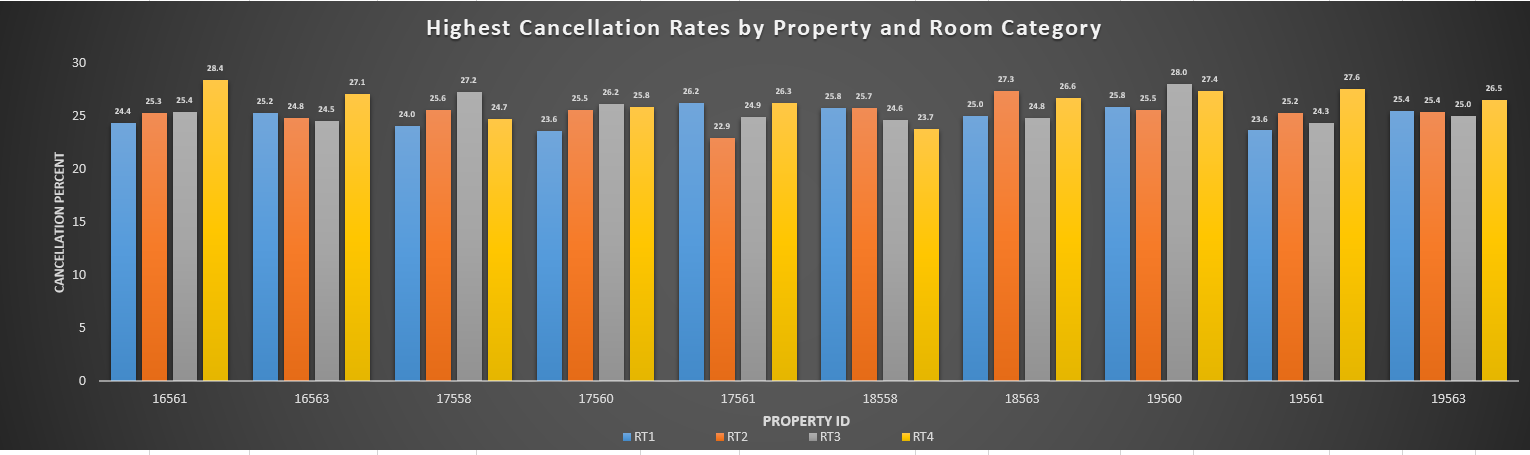 Highest Cancellation Rates by Property and Room Category
CANCELLATION PERCENT
30
25
20
15
10
5
0
24.4 25.3 25.4 28.4
25.2 24.8 24.5 27.1
24.0 25.6 27.2 24.7
23.6 25.5 26.2 25.8
26.2 22.9 24.9 26.3
25.8 25.7 24.6 23.7
25.0 27.3 24.8 26.6
25.8 25.5 28.0 27.4
23.6 25.2 24.3 27.6
25.4 25.4 25.0 26.5
16561 16563 17558 17560 17561 18558 18563 19560 19561 19563
PROPERTY ID
RT1 RT2 RT3 RT4